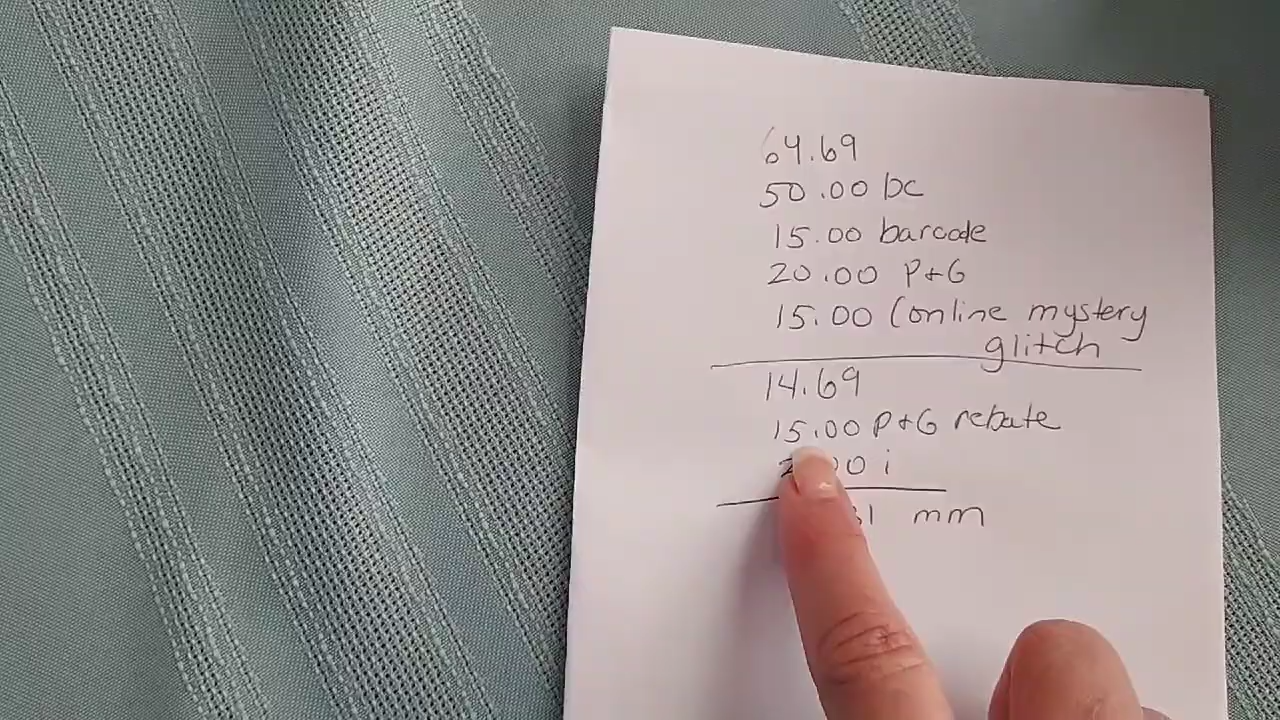 64.69
50.00 bc
15.00 barcode
20.00 P+G
15.00 (online mystery
glitch
14.69
15.00 P+G rebate
i
mm